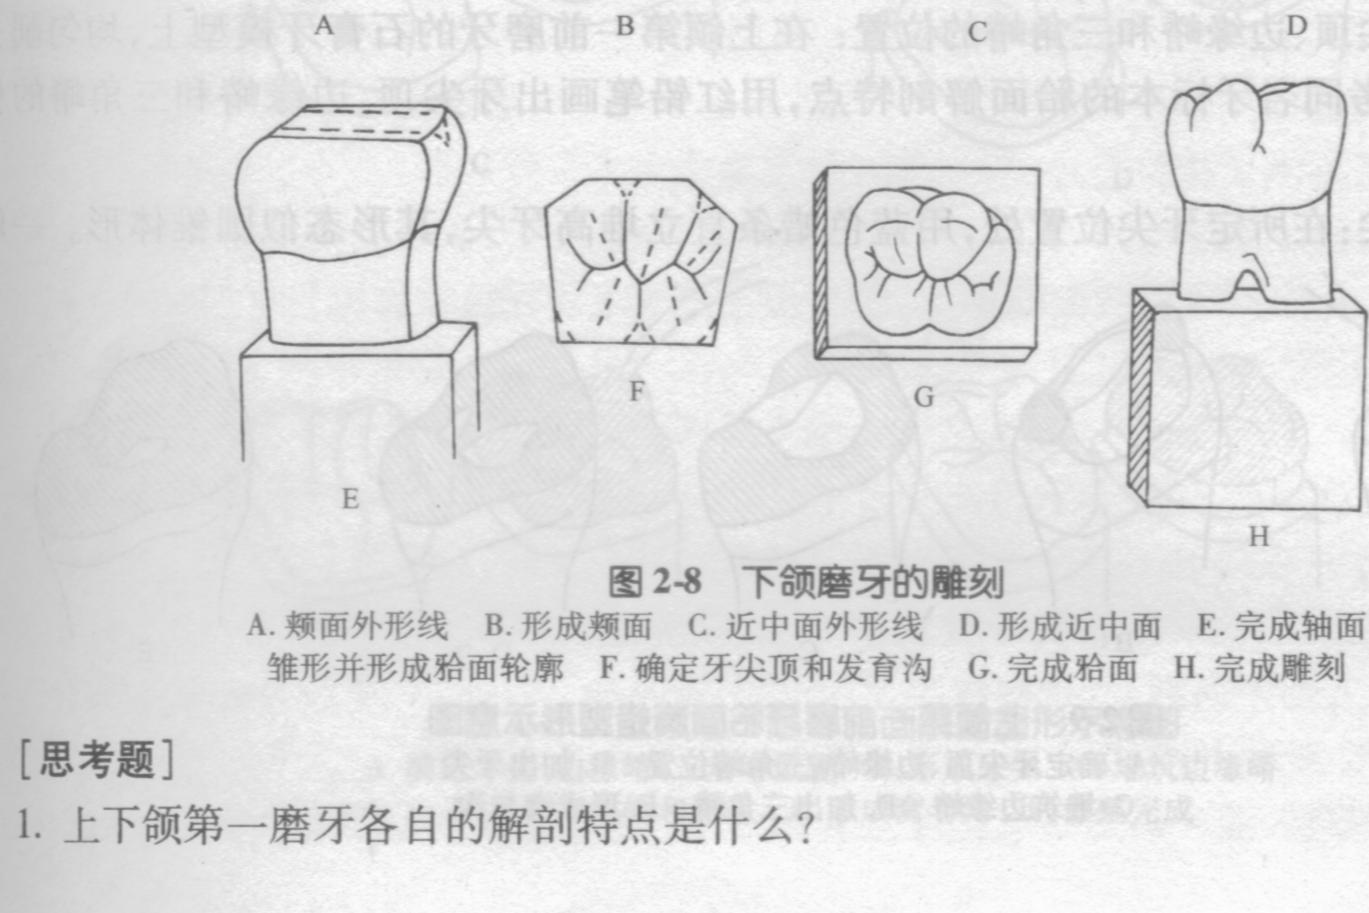 A B C D
E F G H
图 2-8 下颌磨牙的雕刻
A. 颊面外形线 B. 形成颊面 C. 近中面外形线 D. 形成近中面 E. 完成轴面
雏形并形成𬌗面轮廓 F. 确定牙尖顶和发育沟 G. 完成𬌗面 H. 完成雕刻
[思考题]
1. 上下颌第一磨牙各自的解剖特点是什么?